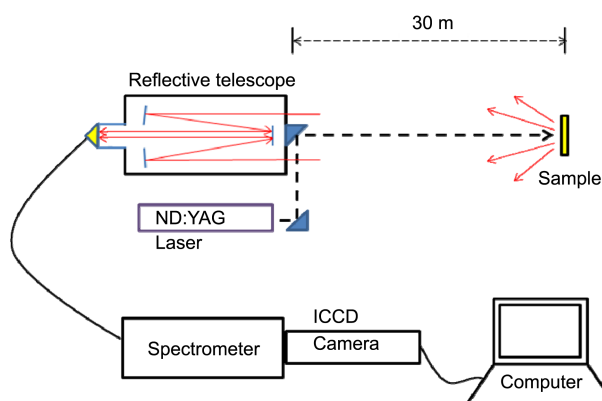 30 m
Reflective telescope
Sample
ND:YAG
Laser
ICCD
Camera
Spectrometer
Computer